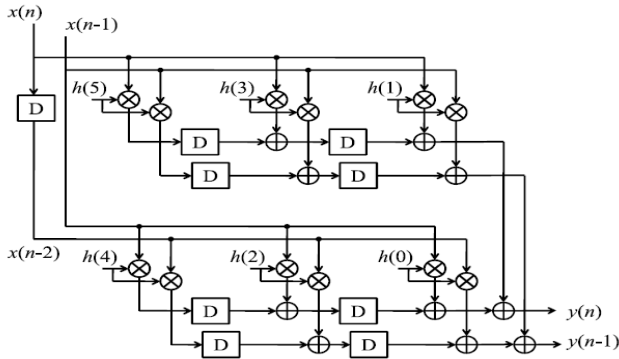 x(n)
x(n-1)
h(5)
h(3)
h(1)
D
D
D
D
D
x(n-2)
h(4)
h(2)
h(0)
D
D
y(n)
D
D
y(n-1)